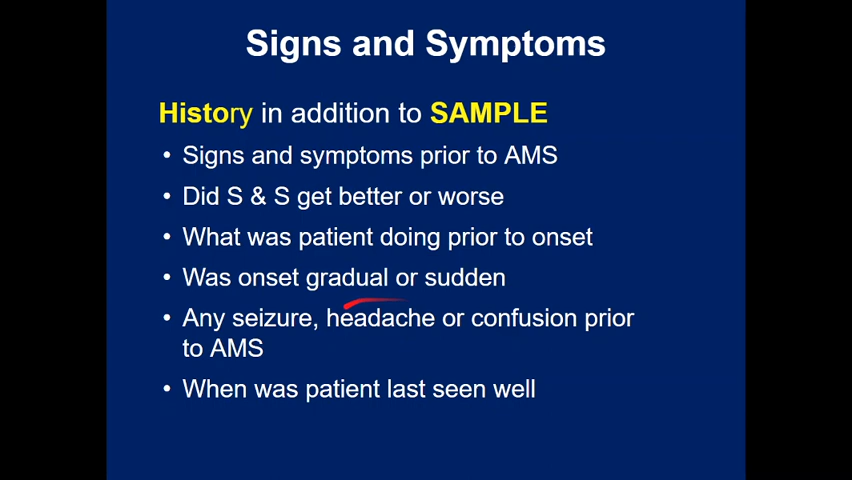 Signs and Symptoms
History in addition to SAMPLE
• Signs and symptoms prior to AMS
• Did S & S get better or worse
• What was patient doing prior to onset
• Was onset gradual or sudden
• Any seizure, headache or confusion prior
to AMS
• When was patient last seen well